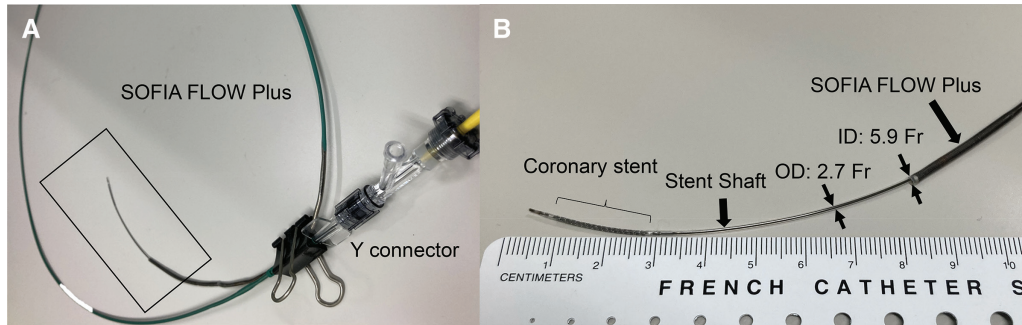 A
SOFIA FLOW Plus
Y connector
B
SOFIA FLOW Plus
ID: 5.9 Fr
OD: 2.7 Fr
Coronary stent
Stent Shaft
1 2 3 4 5 6 7 8 9 10
CENTIMETERS
FRENCH CATHETER S